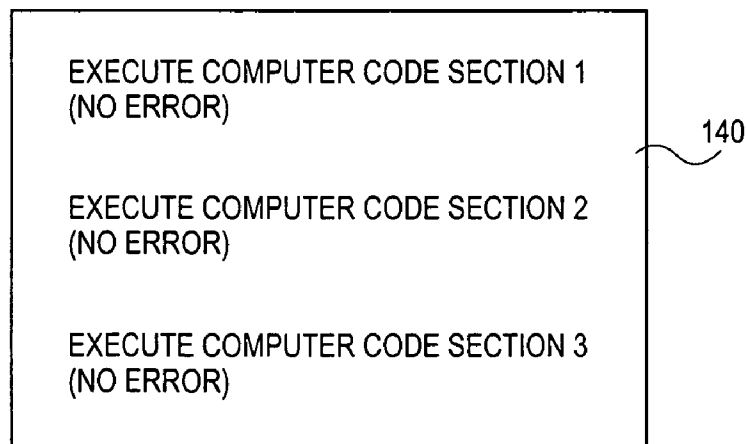 EXECUTE COMPUTER CODE SECTION 1
(NO ERROR)
140
EXECUTE COMPUTER CODE SECTION 2
(NO ERROR)
EXECUTE COMPUTER CODE SECTION 3
(NO ERROR)